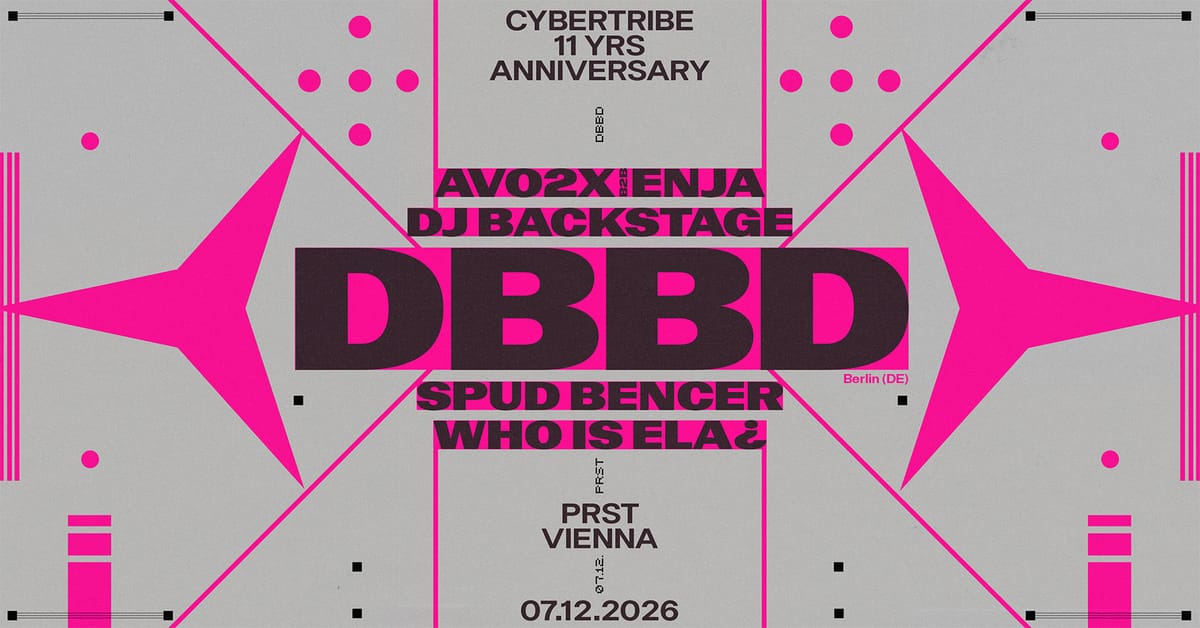 CYBERTRIBE
11 YRS
ANNIVERSARY
DBBD
AVO2X B2B ENJA
DJ BACKSTAGE
DBBD
Berlin (DE)
SPUD BENCER
WHO IS ELA¿
PRST
PRST
VIENNA
07.12.
07.12.2026